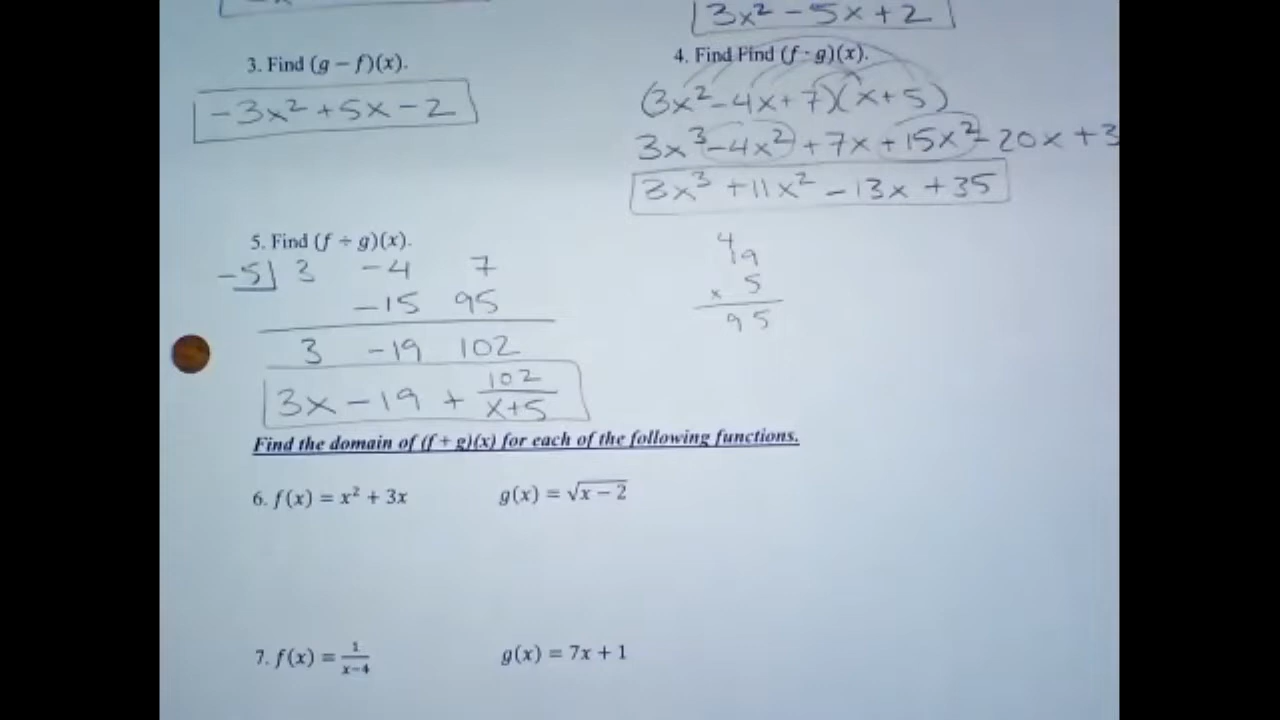 3x² - 5x + 2
3. Find (g − f)(x).
-3x² + 5x - 2
4. Find Find (f · g)(x).
(3x² - 4x + 7)(x + 5)
3x³ - 4x² + 7x + 15x² - 20x + 3
3x³ + 11x² - 13x + 35
5. Find (f ÷ g)(x).
-5| 3 -4 7
-15 95
3 -19 102
3x - 19 + 102/x+5
4
19
x 5
95
Find the domain of (f + g)(x) for each of the following functions.
6. f(x) = x² + 3x g(x) = √x − 2
7. f(x) = 1/x−4 g(x) = 7x + 1